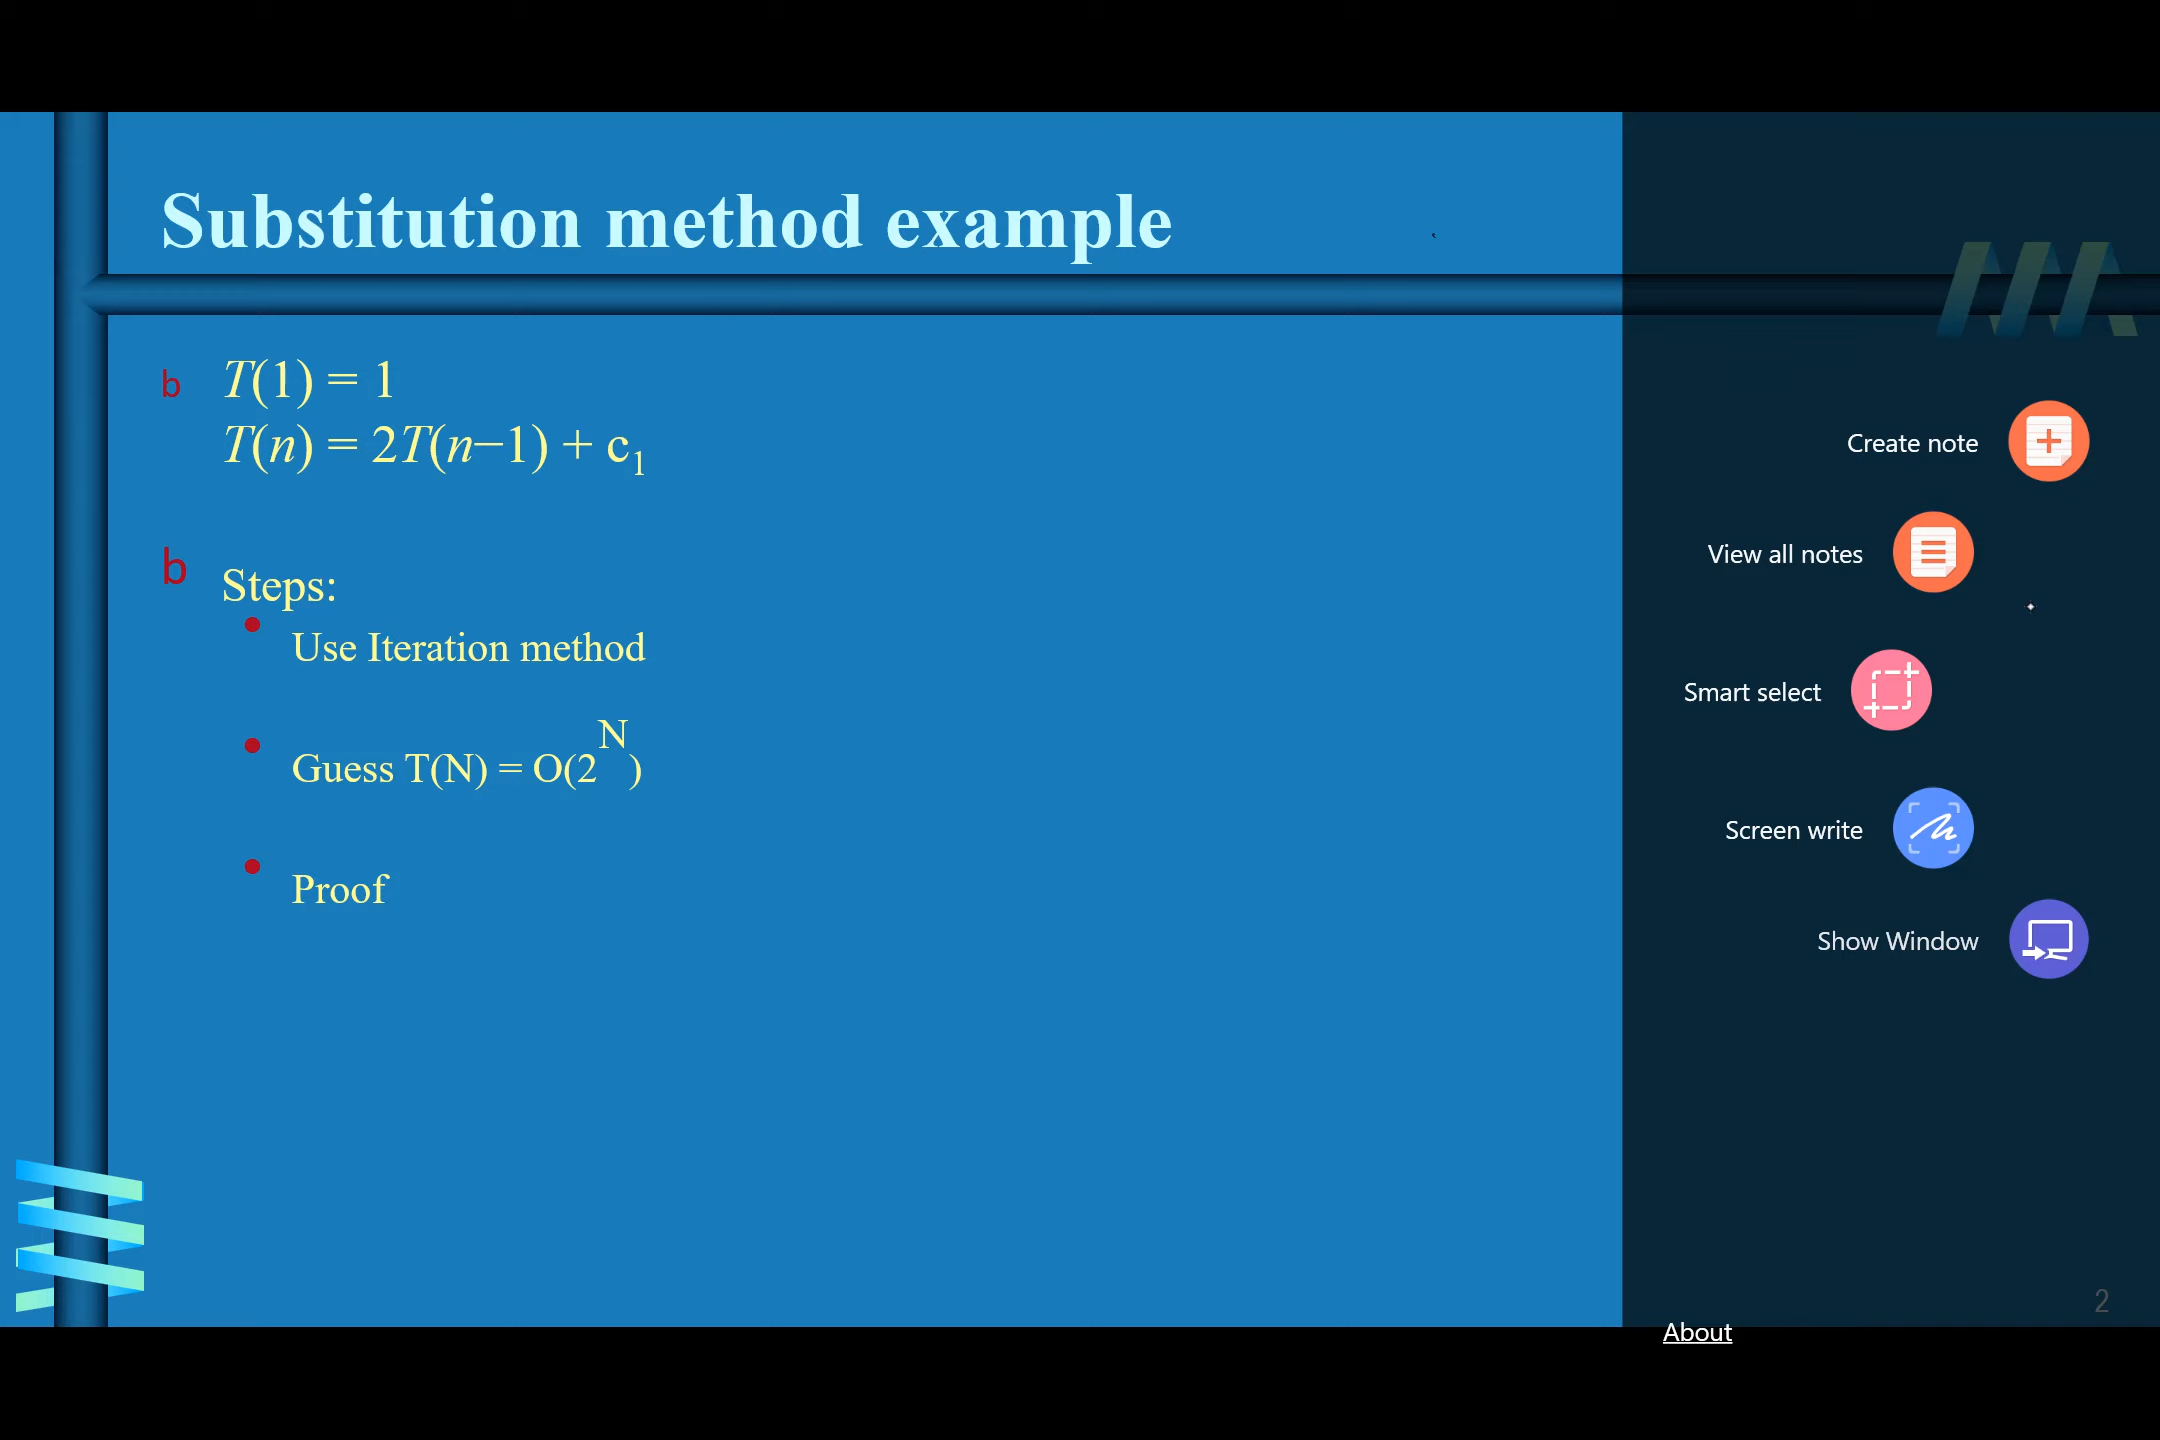 Substitution method example
b T(1) = 1
T(n) = 2T(n−1) + c₁
b Steps:
• Use Iteration method
• Guess T(N) = O(2^N)
• Proof
Create note
View all notes
Smart select
Screen write
Show Window
2
About